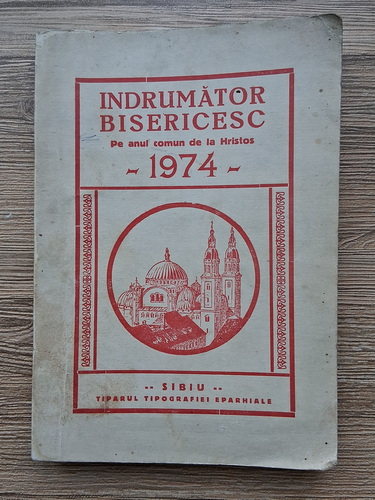 INDRUMĂTOR
BISERICESC
Pe anul comun de la Hristos
- 1974 -
-- SIBIU --
TIPARUL TIPOGRAFIEI EPARHIALE